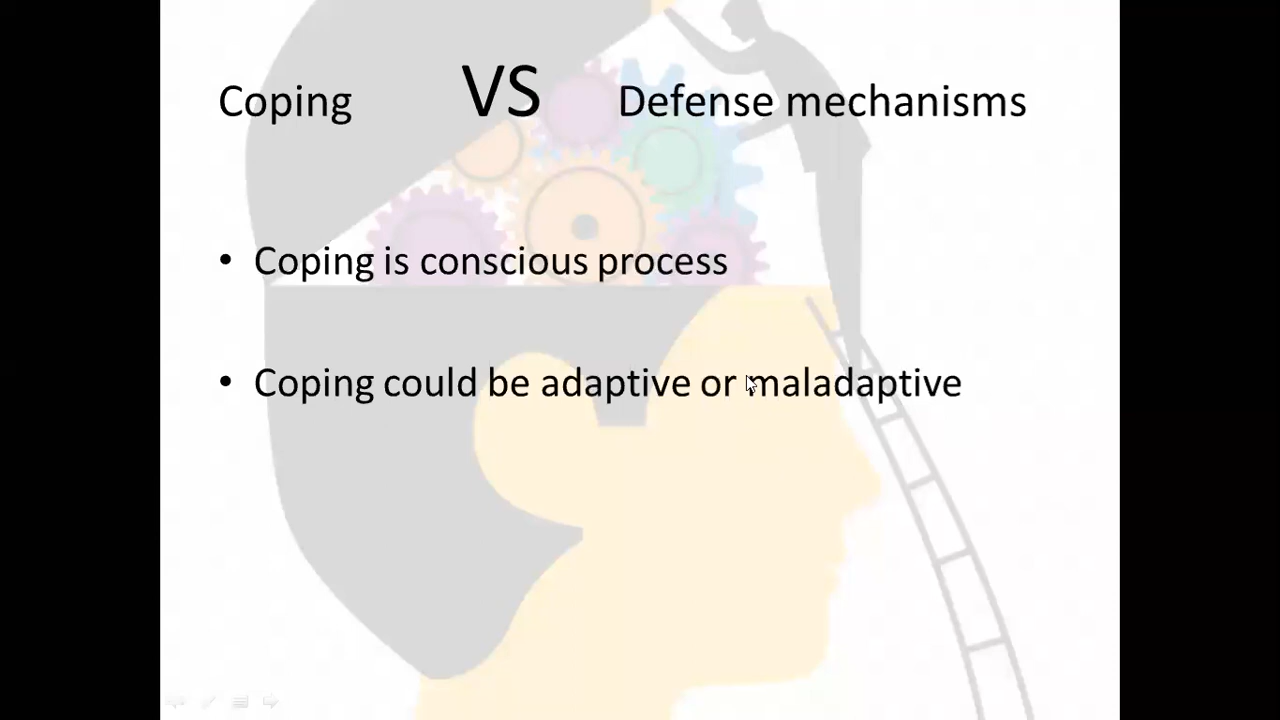 Coping VS Defense mechanisms
• Coping is conscious process
• Coping could be adaptive or maladaptive